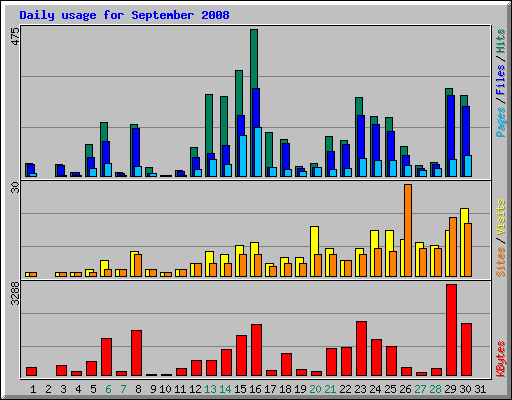 Daily usage for September 2008
475
Pages / Files / Hits
30
Sites / Visits
3288
KBytes
1 2 3 4 5 6 7 8 9 10 11 12 13 14 15 16 17 18 19 20 21 22 23 24 25 26 27 28 29 30 31